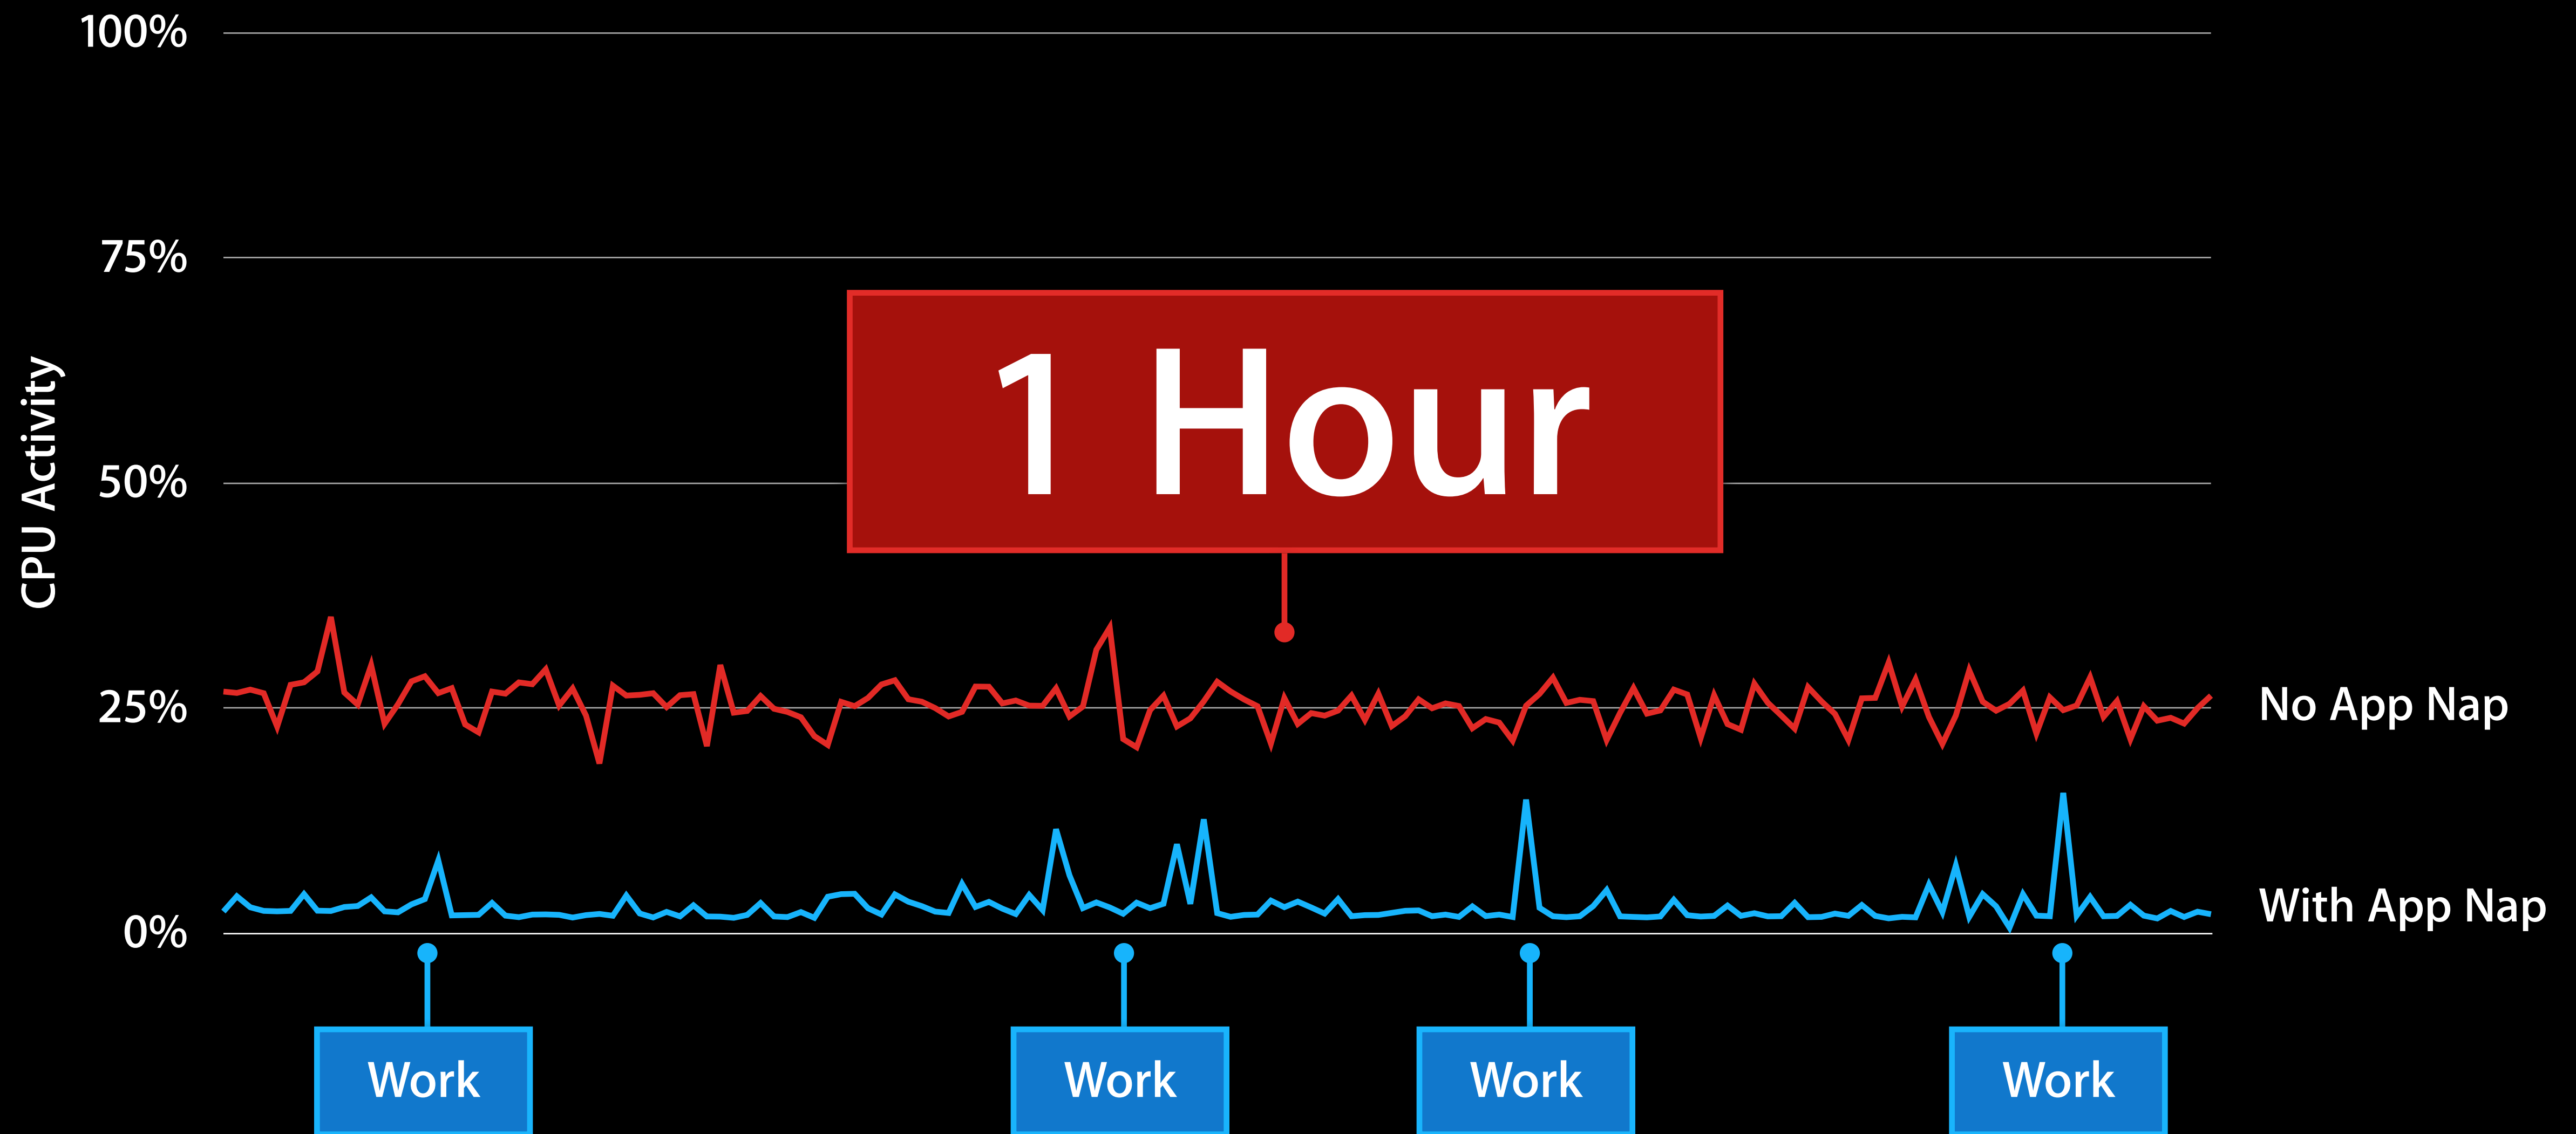 100%
75%
1 Hour
50%
CPU Activity
25%
No App Nap
With App Nap
0%
Work
Work
Work
Work